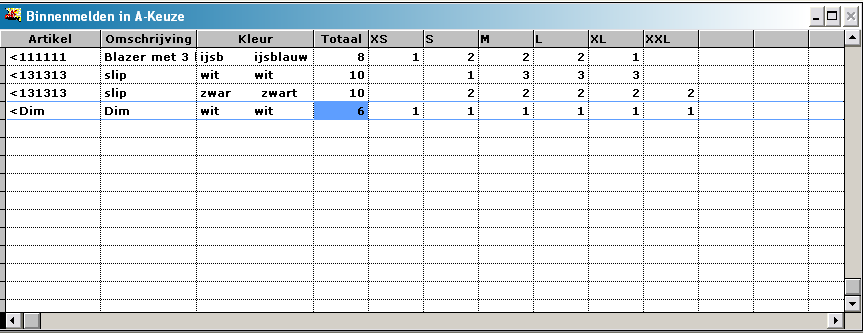 Binnenmelden in A-Keuze
Artikel Omschrijving Kleur Totaal XS S M L XL XXL
<111111 Blazer met 3 ijsb ijsblauw 8 1 2 2 2 1
<131313 slip wit wit 10 1 3 3 3
<131313 slip zwar zwart 10 2 2 2 2 2
<Dim Dim wit wit 6 1 1 1 1 1 1